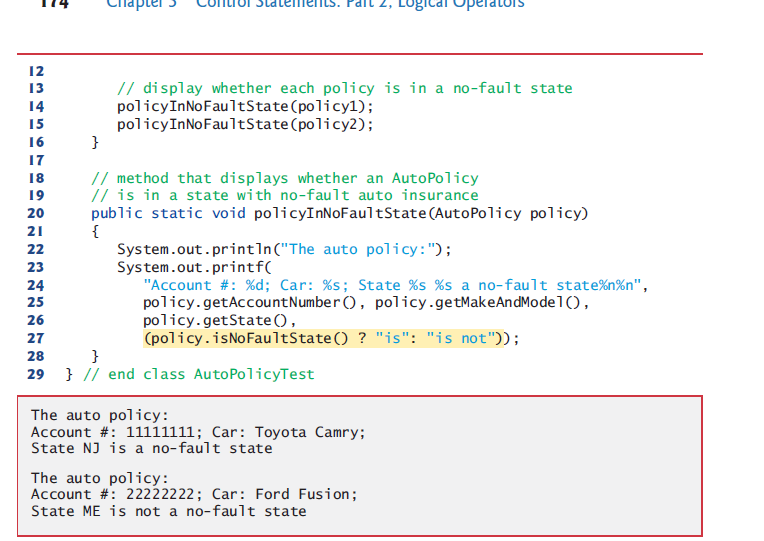 174 Chapter 5 Control Statements: Part 2; Logical Operators
12
13 // display whether each policy is in a no-fault state
14 policyInNoFaultState(policy1);
15 policyInNoFaultState(policy2);
16 }
17
18 // method that displays whether an AutoPolicy
19 // is in a state with no-fault auto insurance
20 public static void policyInNoFaultState(AutoPolicy policy)
21 {
22 System.out.println("The auto policy:");
23 System.out.printf(
24 "Account #: %d; Car: %s; State %s %s a no-fault state%n%n",
25 policy.getAccountNumber(), policy.getMakeAndModel(),
26 policy.getState(),
27 (policy.isNoFaultState() ? "is": "is not"));
28 }
29 } // end class AutoPolicyTest
The auto policy:
Account #: 11111111; Car: Toyota Camry;
State NJ is a no-fault state
The auto policy:
Account #: 22222222; Car: Ford Fusion;
State ME is not a no-fault state